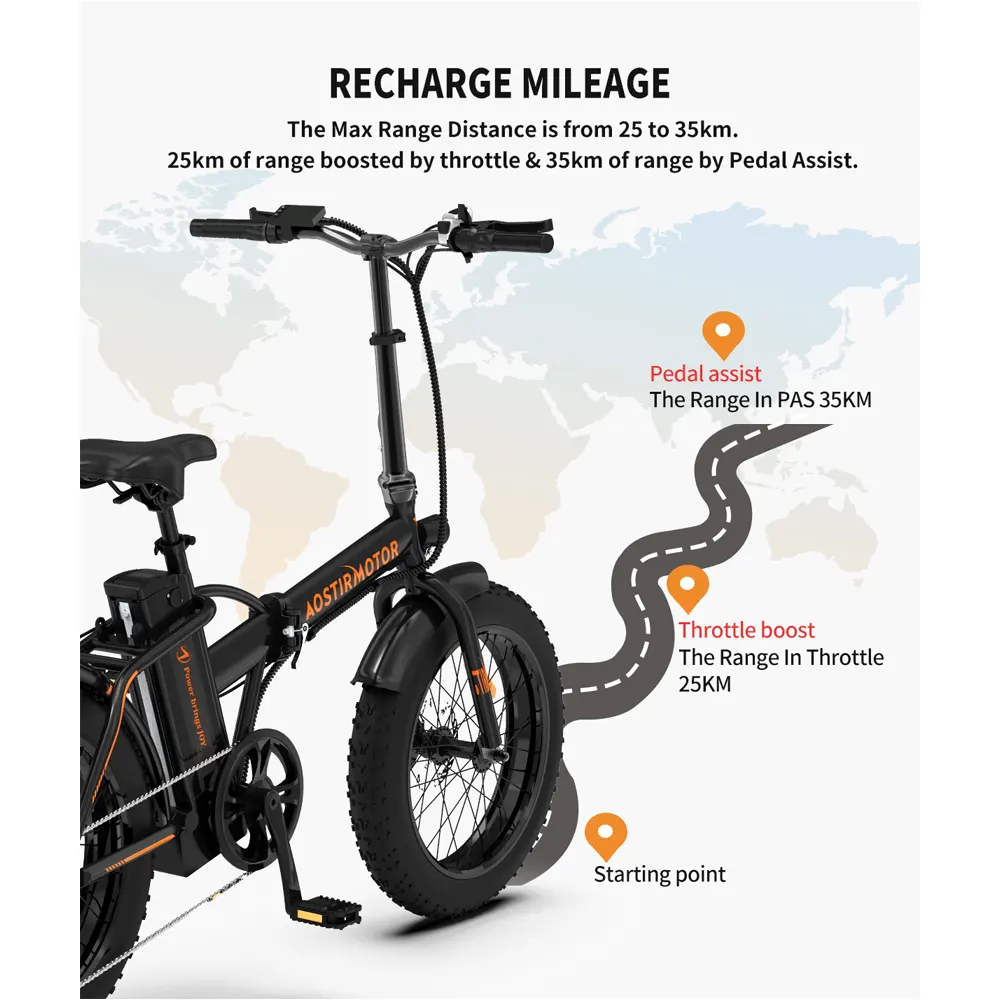 RECHARGE MILEAGE
The Max Range Distance is from 25 to 35km.
25km of range boosted by throttle & 35km of range by Pedal Assist.
Pedal assist
The Range In PAS 35KM
AOSTIRMOTOR
Throttle boost
The Range In Throttle
25KM
Power brings JOY
Starting point